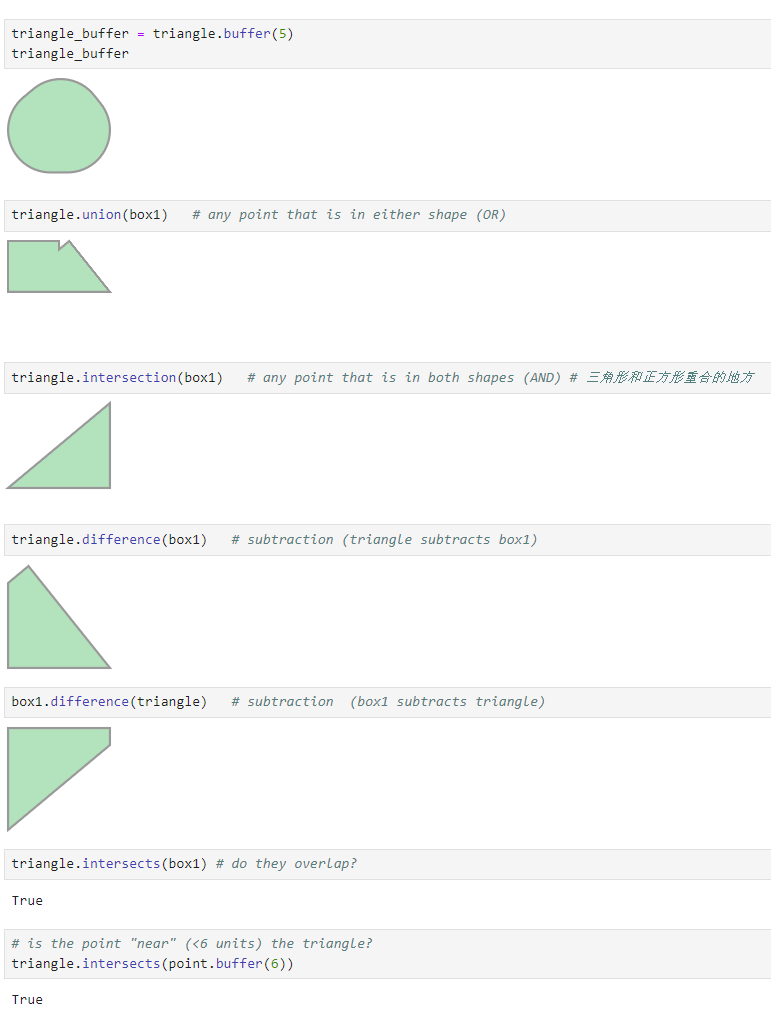 triangle_buffer = triangle.buffer(5)
triangle_buffer
triangle.union(box1)   # any point that is in either shape (OR)
triangle.intersection(box1)   # any point that is in both shapes (AND) # 三角形和正方形重合的地方
triangle.difference(box1)   # subtraction (triangle subtracts box1)
box1.difference(triangle)   # subtraction  (box1 subtracts triangle)
triangle.intersects(box1) # do they overlap?
True
# is the point "near" (<6 units) the triangle?
triangle.intersects(point.buffer(6))
True